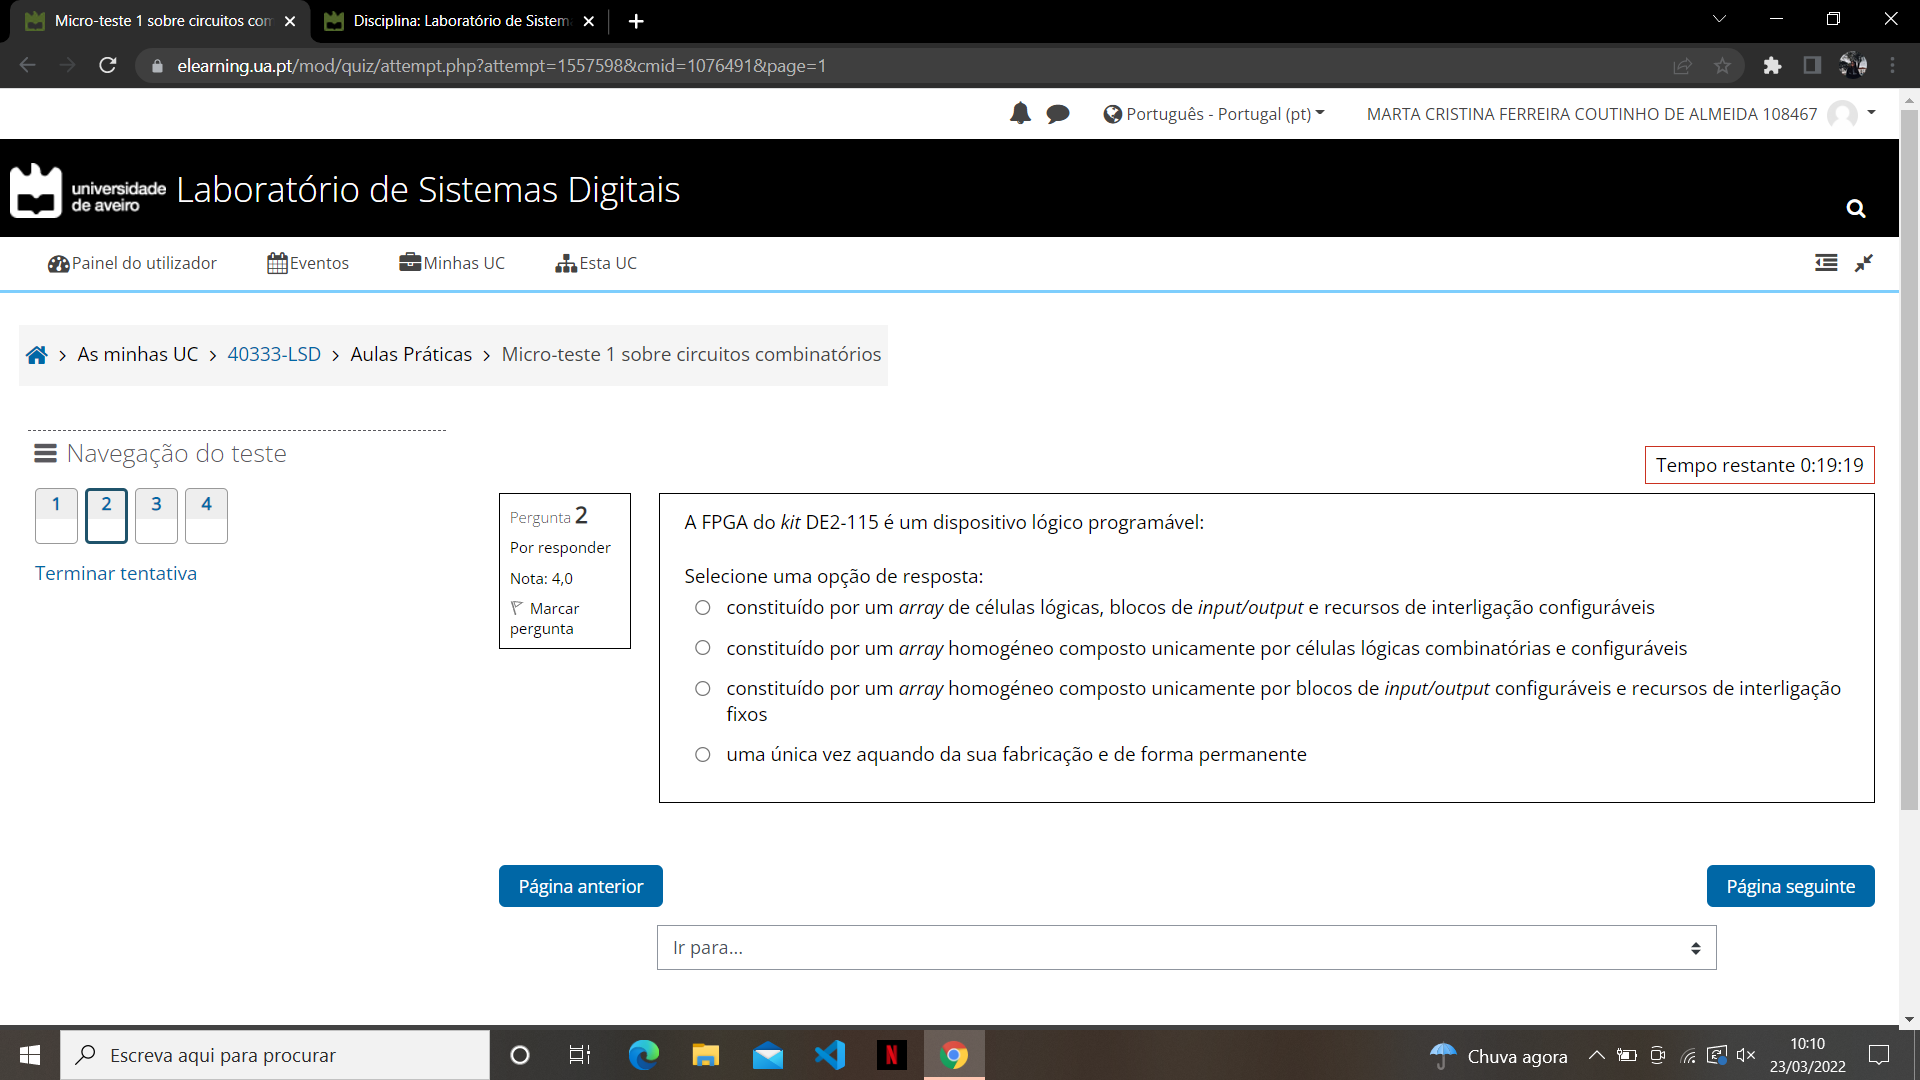 Micro-teste 1 sobre circuitos com
Disciplina: Laboratório de Sistem
elearning.ua.pt/mod/quiz/attempt.php?attempt=1557598&cmid=1076491&page=1
Português - Portugal (pt)
MARTA CRISTINA FERREIRA COUTINHO DE ALMEIDA 108467
universidade
de aveiro
Laboratório de Sistemas Digitais
Painel do utilizador
Eventos
Minhas UC
Esta UC
As minhas UC > 40333-LSD > Aulas Práticas > Micro-teste 1 sobre circuitos combinatórios
Navegação do teste
1 2 3 4
Terminar tentativa
Tempo restante 0:19:19
Pergunta 2
Por responder
Nota: 4,0
Marcar
pergunta
A FPGA do kit DE2-115 é um dispositivo lógico programável:
Selecione uma opção de resposta:
constituído por um array de células lógicas, blocos de input/output e recursos de interligação configuráveis
constituído por um array homogéneo composto unicamente por células lógicas combinatórias e configuráveis
constituído por um array homogéneo composto unicamente por blocos de input/output configuráveis e recursos de interligação
fixos
uma única vez aquando da sua fabricação e de forma permanente
Página anterior
Página seguinte
Ir para...
Escreva aqui para procurar
N
Chuva agora
10:10
23/03/2022